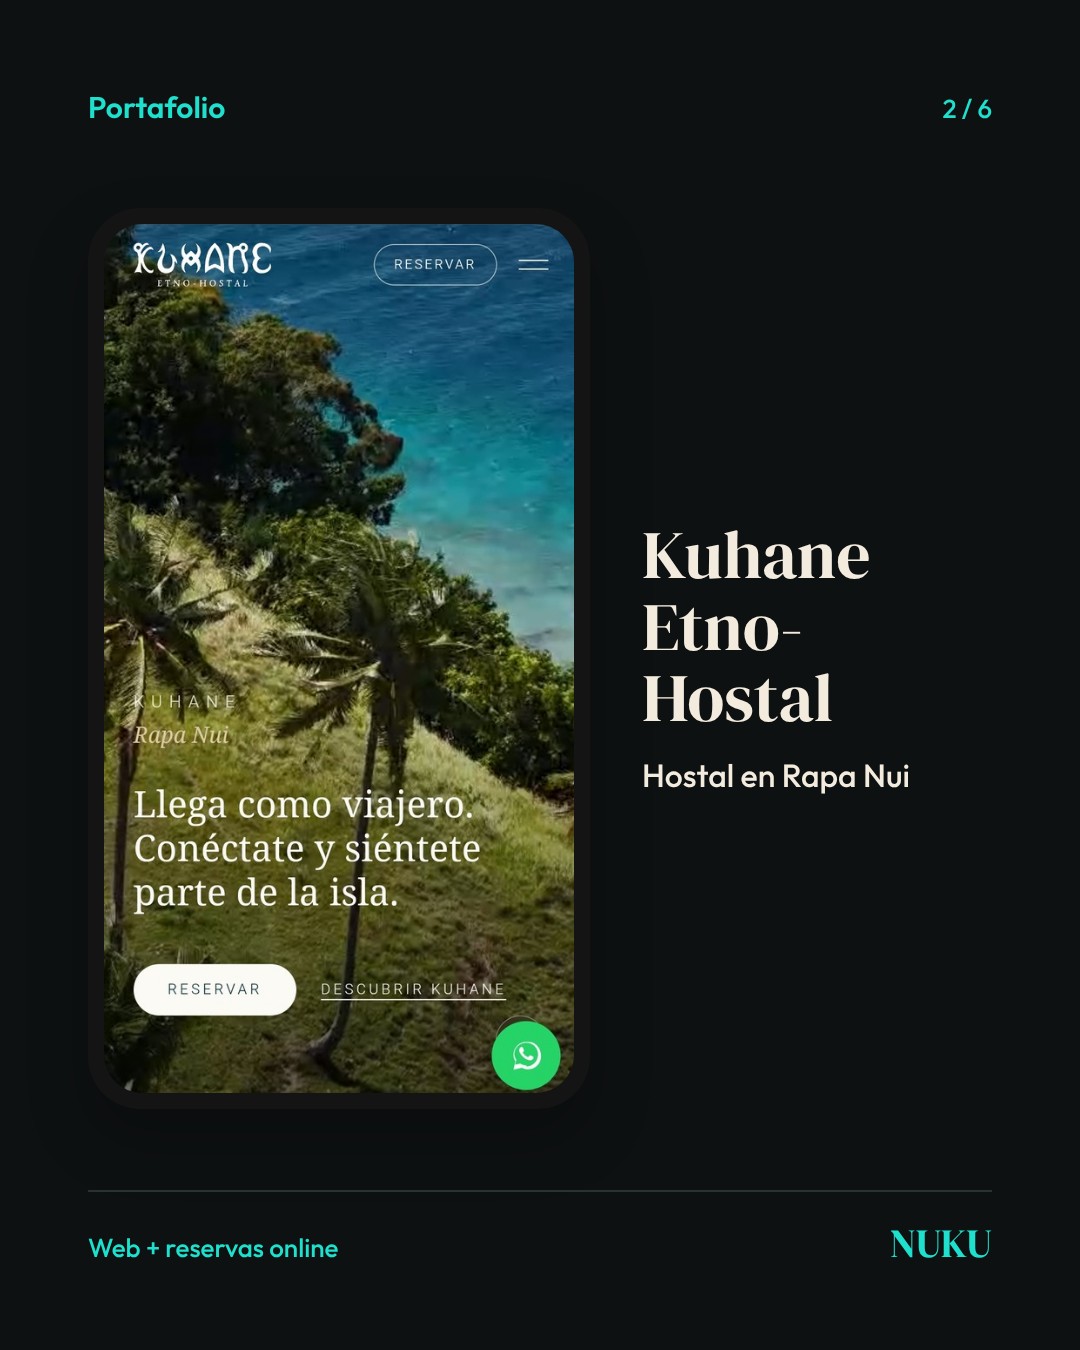 Portafolio
2 / 6
KUHANE
ETNO-HOSTAL
RESERVAR
KUHANE
Rapa Nui
Llega como viajero.
Conéctate y siéntete
parte de la isla.
RESERVAR
DESCUBRIR KUHANE
Kuhane
Etno-
Hostal
Hostal en Rapa Nui
Web + reservas online
NUKU